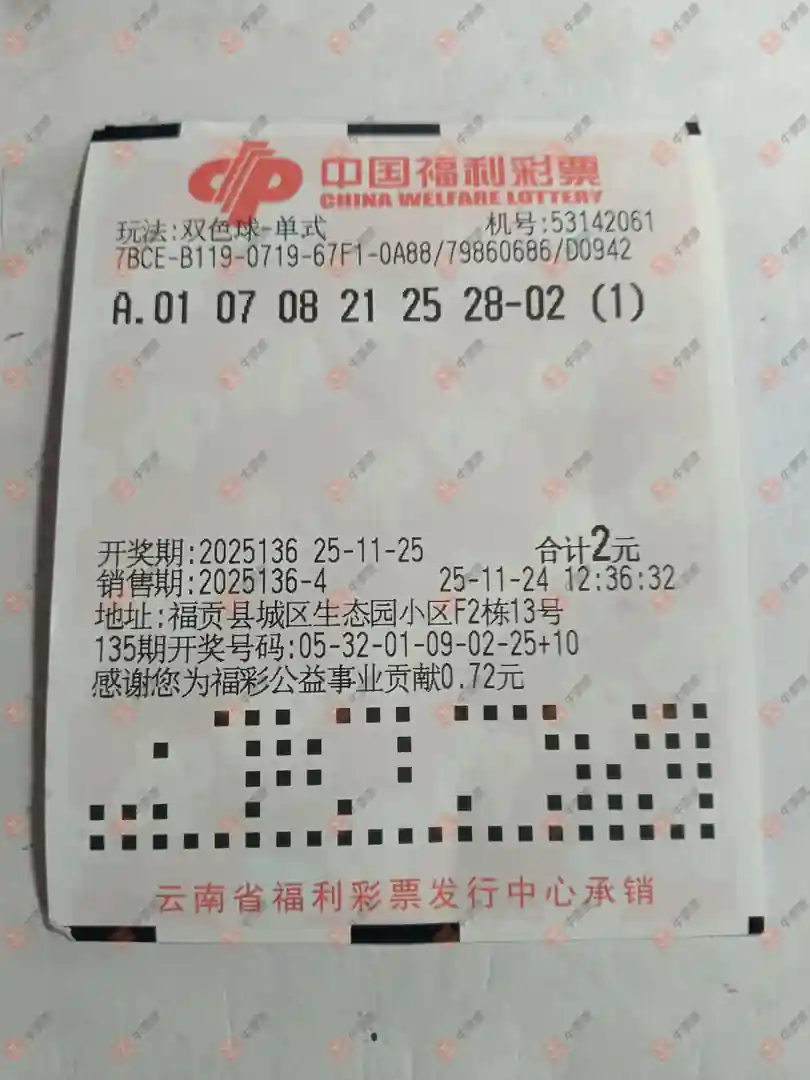 中国福利彩票
CHINA WELFARE LOTTERY
玩法:双色球-单式 机号:53142061
7BCE-B119-0719-67F1-0A88/79860686/D0942
A.01 07 08 21 25 28-02 (1)
开奖期:2025136 25-11-25 合计2元
销售期:2025136-4 25-11-24 12:36:32
地址:福贡县城区生态园小区F2栋13号
135期开奖号码:05-32-01-09-02-25+10
感谢您为福彩公益事业贡献0.72元
云南省福利彩票发行中心承销